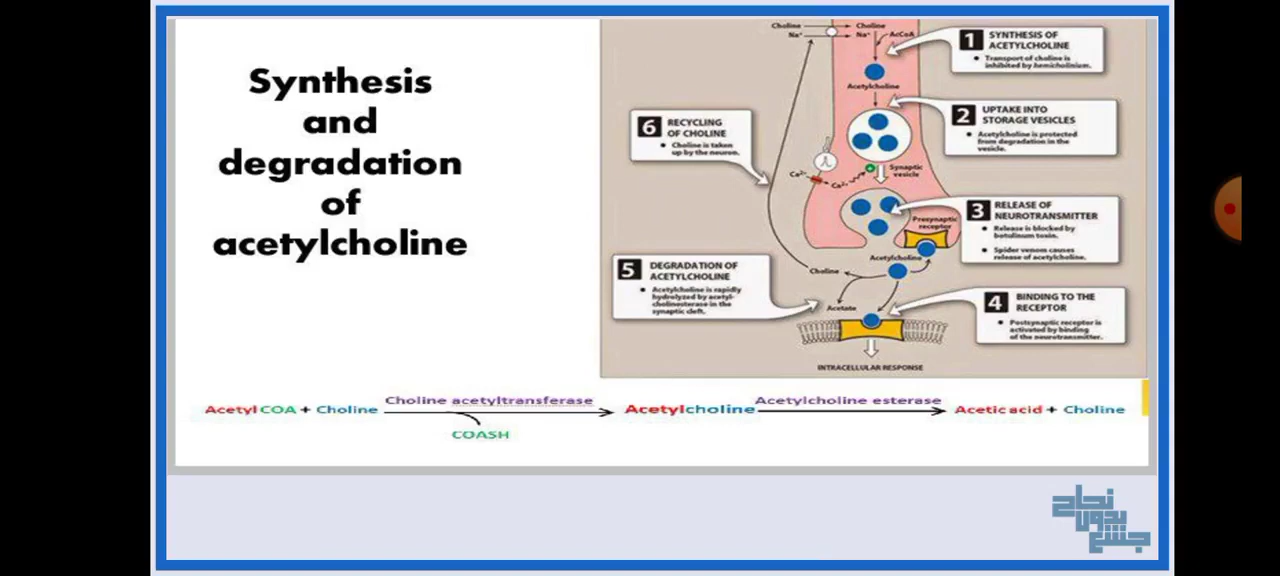 Synthesis
and
degradation
of
acetylcholine
Choline
Na⁺
Choline
Na⁺
AcCoA
Acetylcholine
1 SYNTHESIS OF
ACETYLCHOLINE
• Transport of choline is
inhibited by hemicholinium.
2 UPTAKE INTO
STORAGE VESICLES
• Acetylcholine is protected
from degradation in the
vesicle.
6 RECYCLING
OF CHOLINE
• Choline is taken
up by the neuron.
Ca²⁺
Ca²⁺
Synaptic
vesicle
3 RELEASE OF
NEUROTRANSMITTER
• Release is blocked by
botulinum toxin.
• Spider venom causes
release of acetylcholine.
Presynaptic
receptor
Acetylcholine
Choline
Acetate
5 DEGRADATION OF
ACETYLCHOLINE
• Acetylcholine is rapidly
hydrolyzed by acetyl-
cholinesterase in the
synaptic cleft.
4 BINDING TO THE
RECEPTOR
• Postsynaptic receptor is
activated by binding
of the neurotransmitter.
INTRACELLULAR RESPONSE
Acetyl COA + Choline
Choline acetyltransferase
COASH
Acetylcholine
Acetylcholine esterase
Acetic acid + Choline
نجاح
بدون
جشع